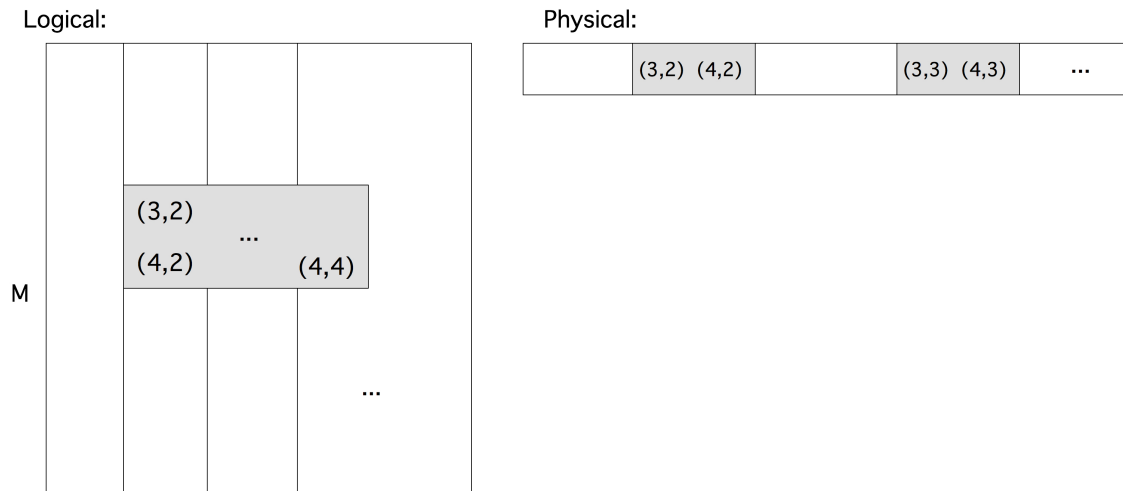 Logical:
Physical:
(3,2) (4,2)
(3,3) (4,3)
...
(3,2)
...
(4,2)
(4,4)
M
...